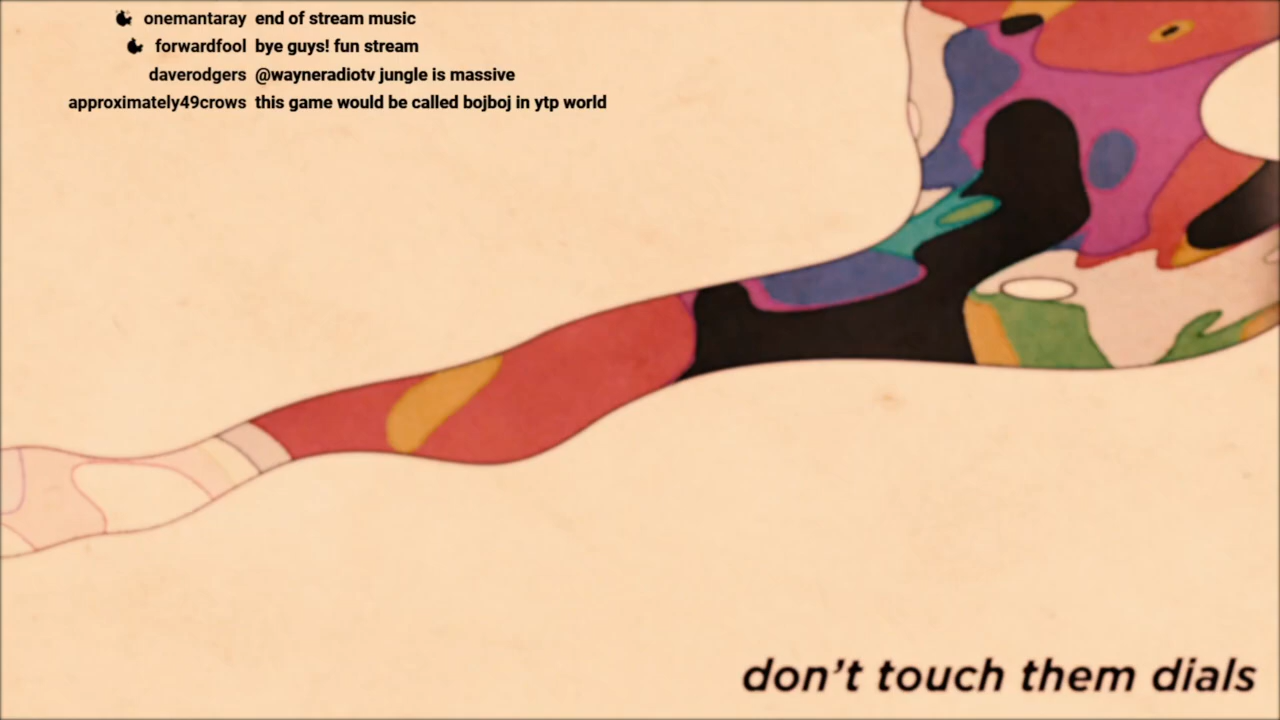 onemantaray end of stream music
forwardfool bye guys! fun stream
daverodgers @wayneradiotv jungle is massive
approximately49crows this game would be called bojboj in ytp world
don't touch them dials